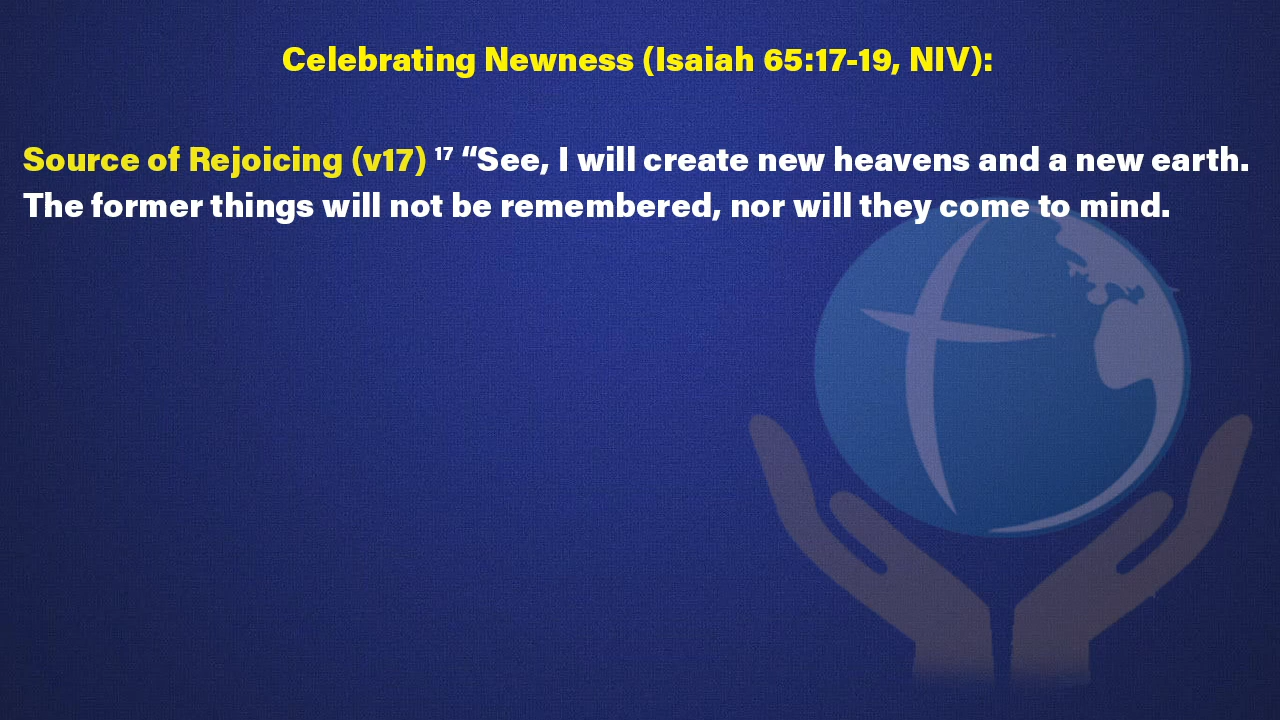 Celebrating Newness (Isaiah 65:17-19, NIV):
Source of Rejoicing (v17) ¹⁷ “See, I will create new heavens and a new earth.
The former things will not be remembered, nor will they come to mind.